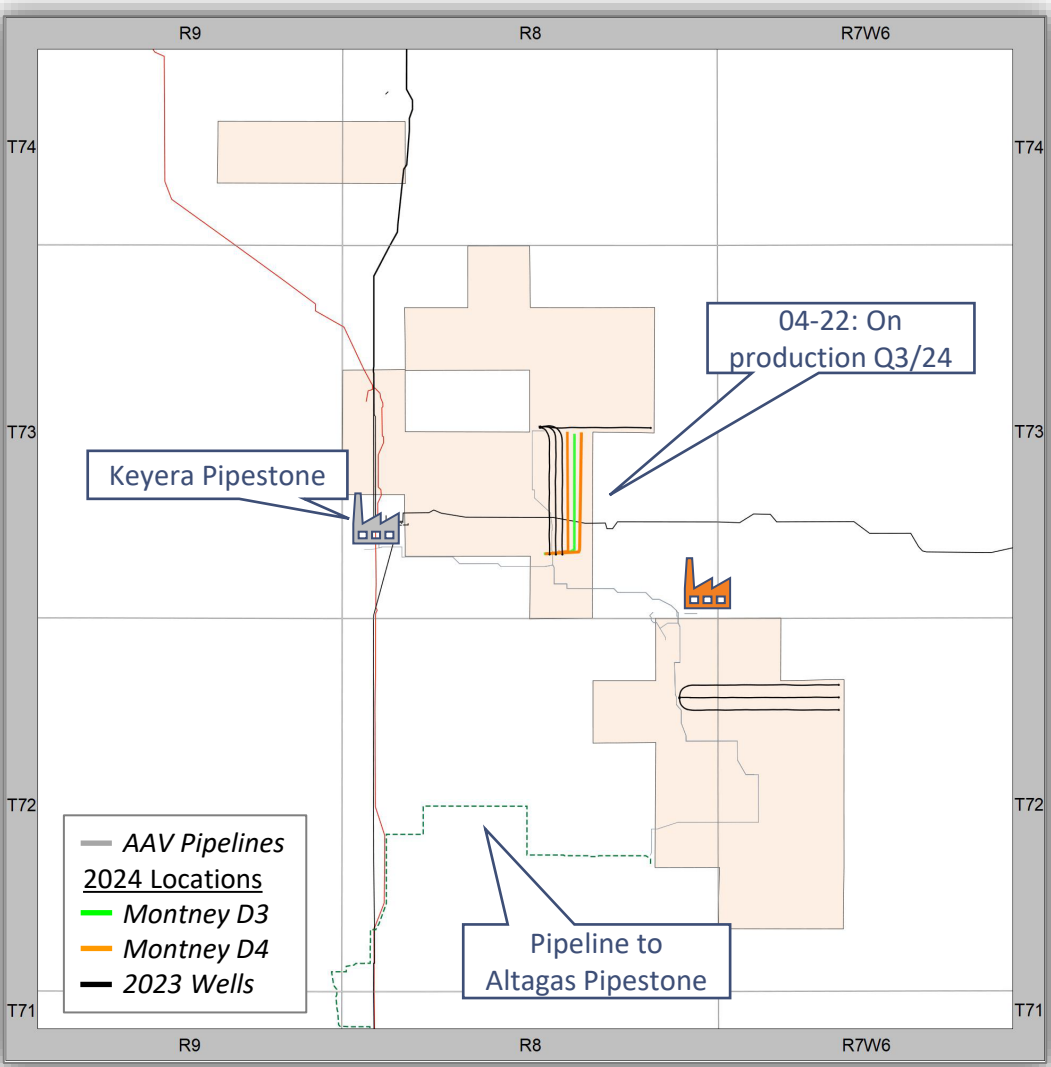 R9 R8 R7W6
T74 T74
04-22: On
production Q3/24
T73 T73
Keyera Pipestone
T72 T72
AAV Pipelines
2024 Locations
Montney D3
Montney D4
2023 Wells
Pipeline to
Altagas Pipestone
T71 T71
R9 R8 R7W6